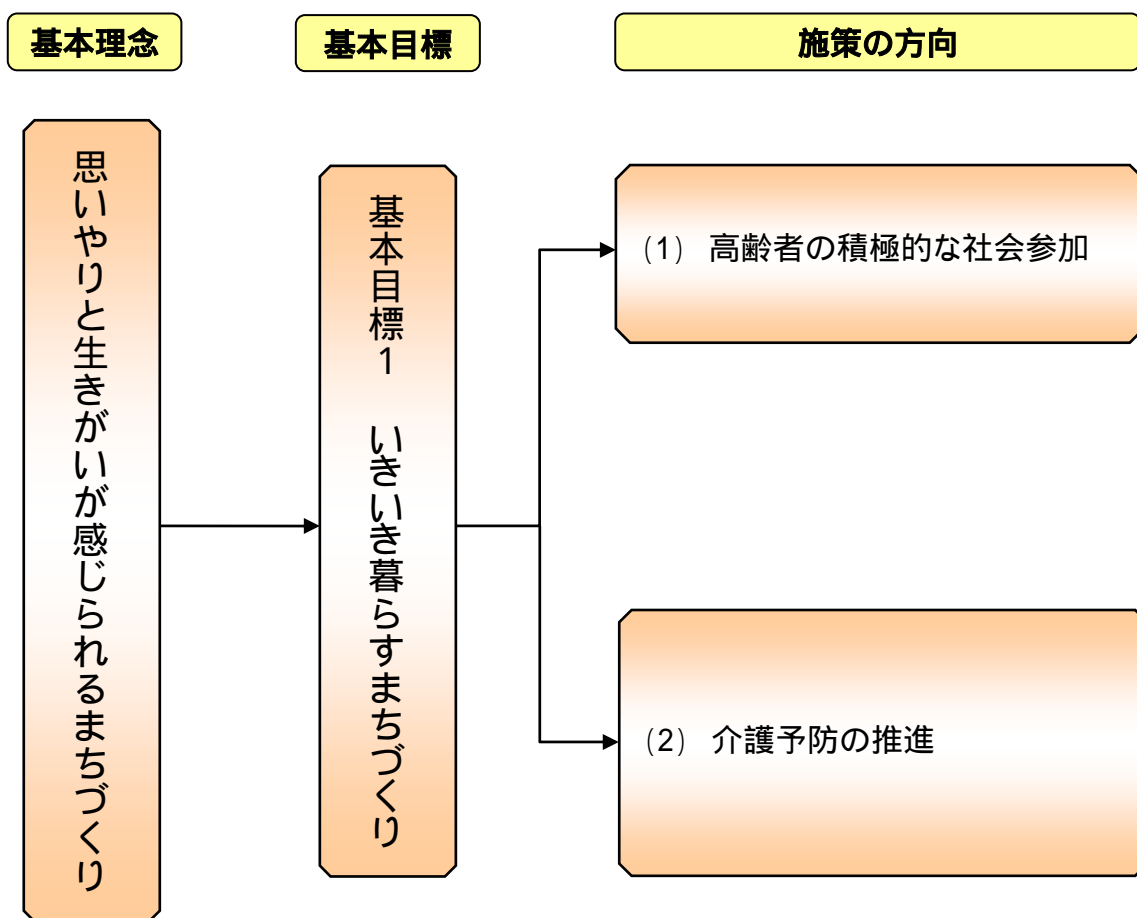 基本理念
基本目標
施策の方向
思いやりと生きがいが感じられるまちづくり
基本目標1 いきいき暮らすまちづくり
(1) 高齢者の積極的な社会参加
(2) 介護予防の推進